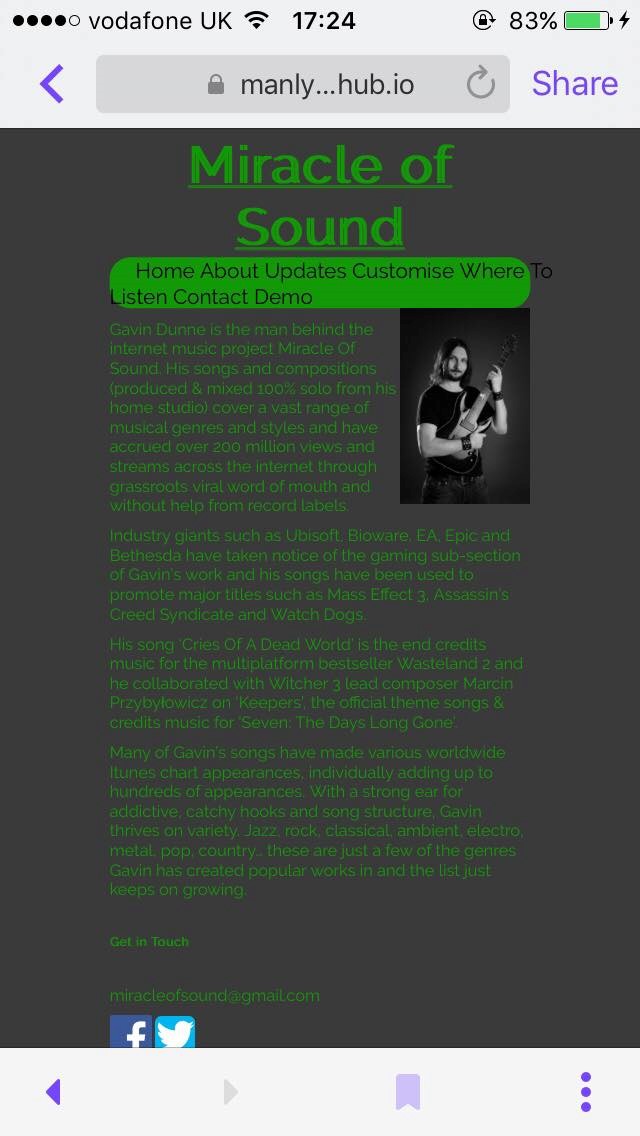 vodafone UK 17:24 83%
manly...hub.io Share
Miracle of
Sound
Home About Updates Customise Where To
Listen Contact Demo
Gavin Dunne is the man behind the
internet music project Miracle Of
Sound. His songs and compositions
(produced & mixed 100% solo from his
home studio) cover a vast range of
musical genres and styles and have
accrued over 200 million views and
streams across the internet through
grassroots viral word of mouth and
without help from record labels.
Industry giants such as Ubisoft, Bioware, EA, Epic and
Bethesda have taken notice of the gaming sub-section
of Gavin's work and his songs have been used to
promote major titles such as Mass Effect 3, Assassin's
Creed Syndicate and Watch Dogs.
His song 'Cries Of A Dead World' is the end credits
music for the multiplatform bestseller Wasteland 2 and
he collaborated with Witcher 3 lead composer Marcin
Przybyłowicz on 'Keepers', the official theme songs &
credits music for 'Seven: The Days Long Gone'.
Many of Gavin's songs have made various worldwide
Itunes chart appearances, individually adding up to
hundreds of appearances. With a strong ear for
addictive, catchy hooks and song structure, Gavin
thrives on variety. Jazz, rock, classical, ambient, electro,
metal, pop, country... these are just a few of the genres
Gavin has created popular works in and the list just
keeps on growing.
Get in Touch
miracleofsound@gmail.com